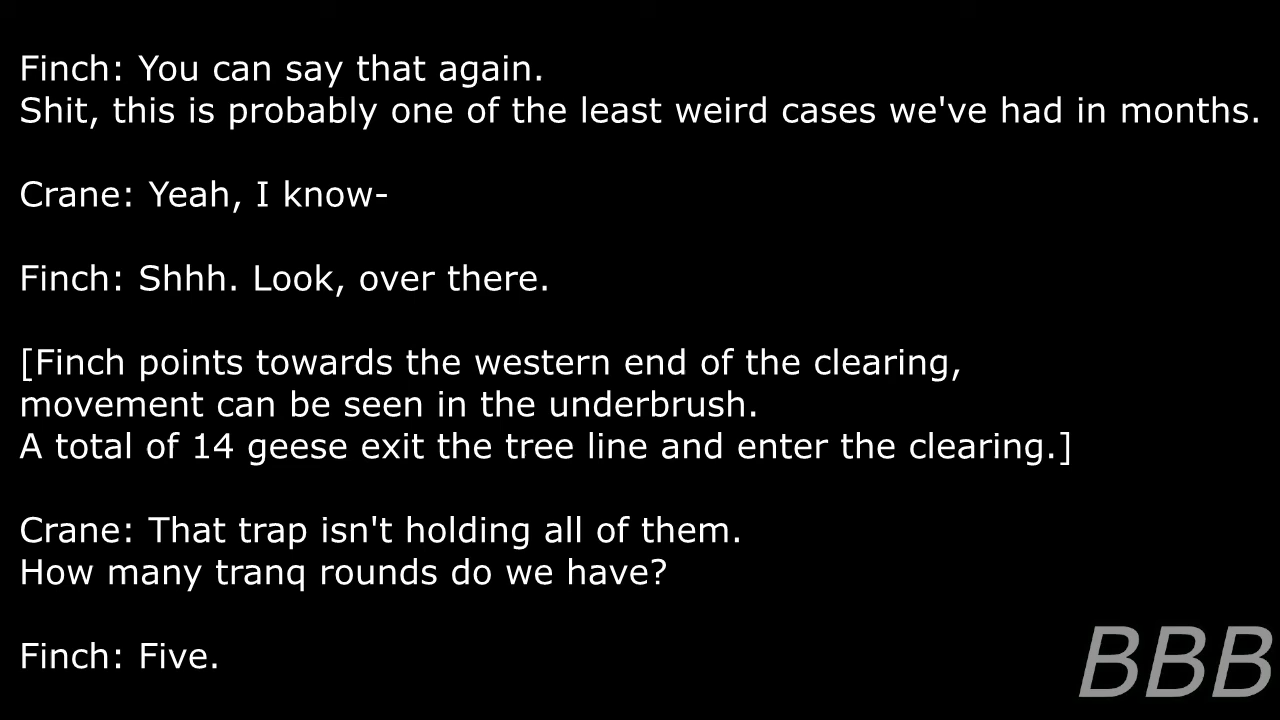 Finch: You can say that again.
Shit, this is probably one of the least weird cases we've had in months.
Crane: Yeah, I know-
Finch: Shhh. Look, over there.
[Finch points towards the western end of the clearing,
movement can be seen in the underbrush.
A total of 14 geese exit the tree line and enter the clearing.]
Crane: That trap isn't holding all of them.
How many tranq rounds do we have?
Finch: Five.
BBB